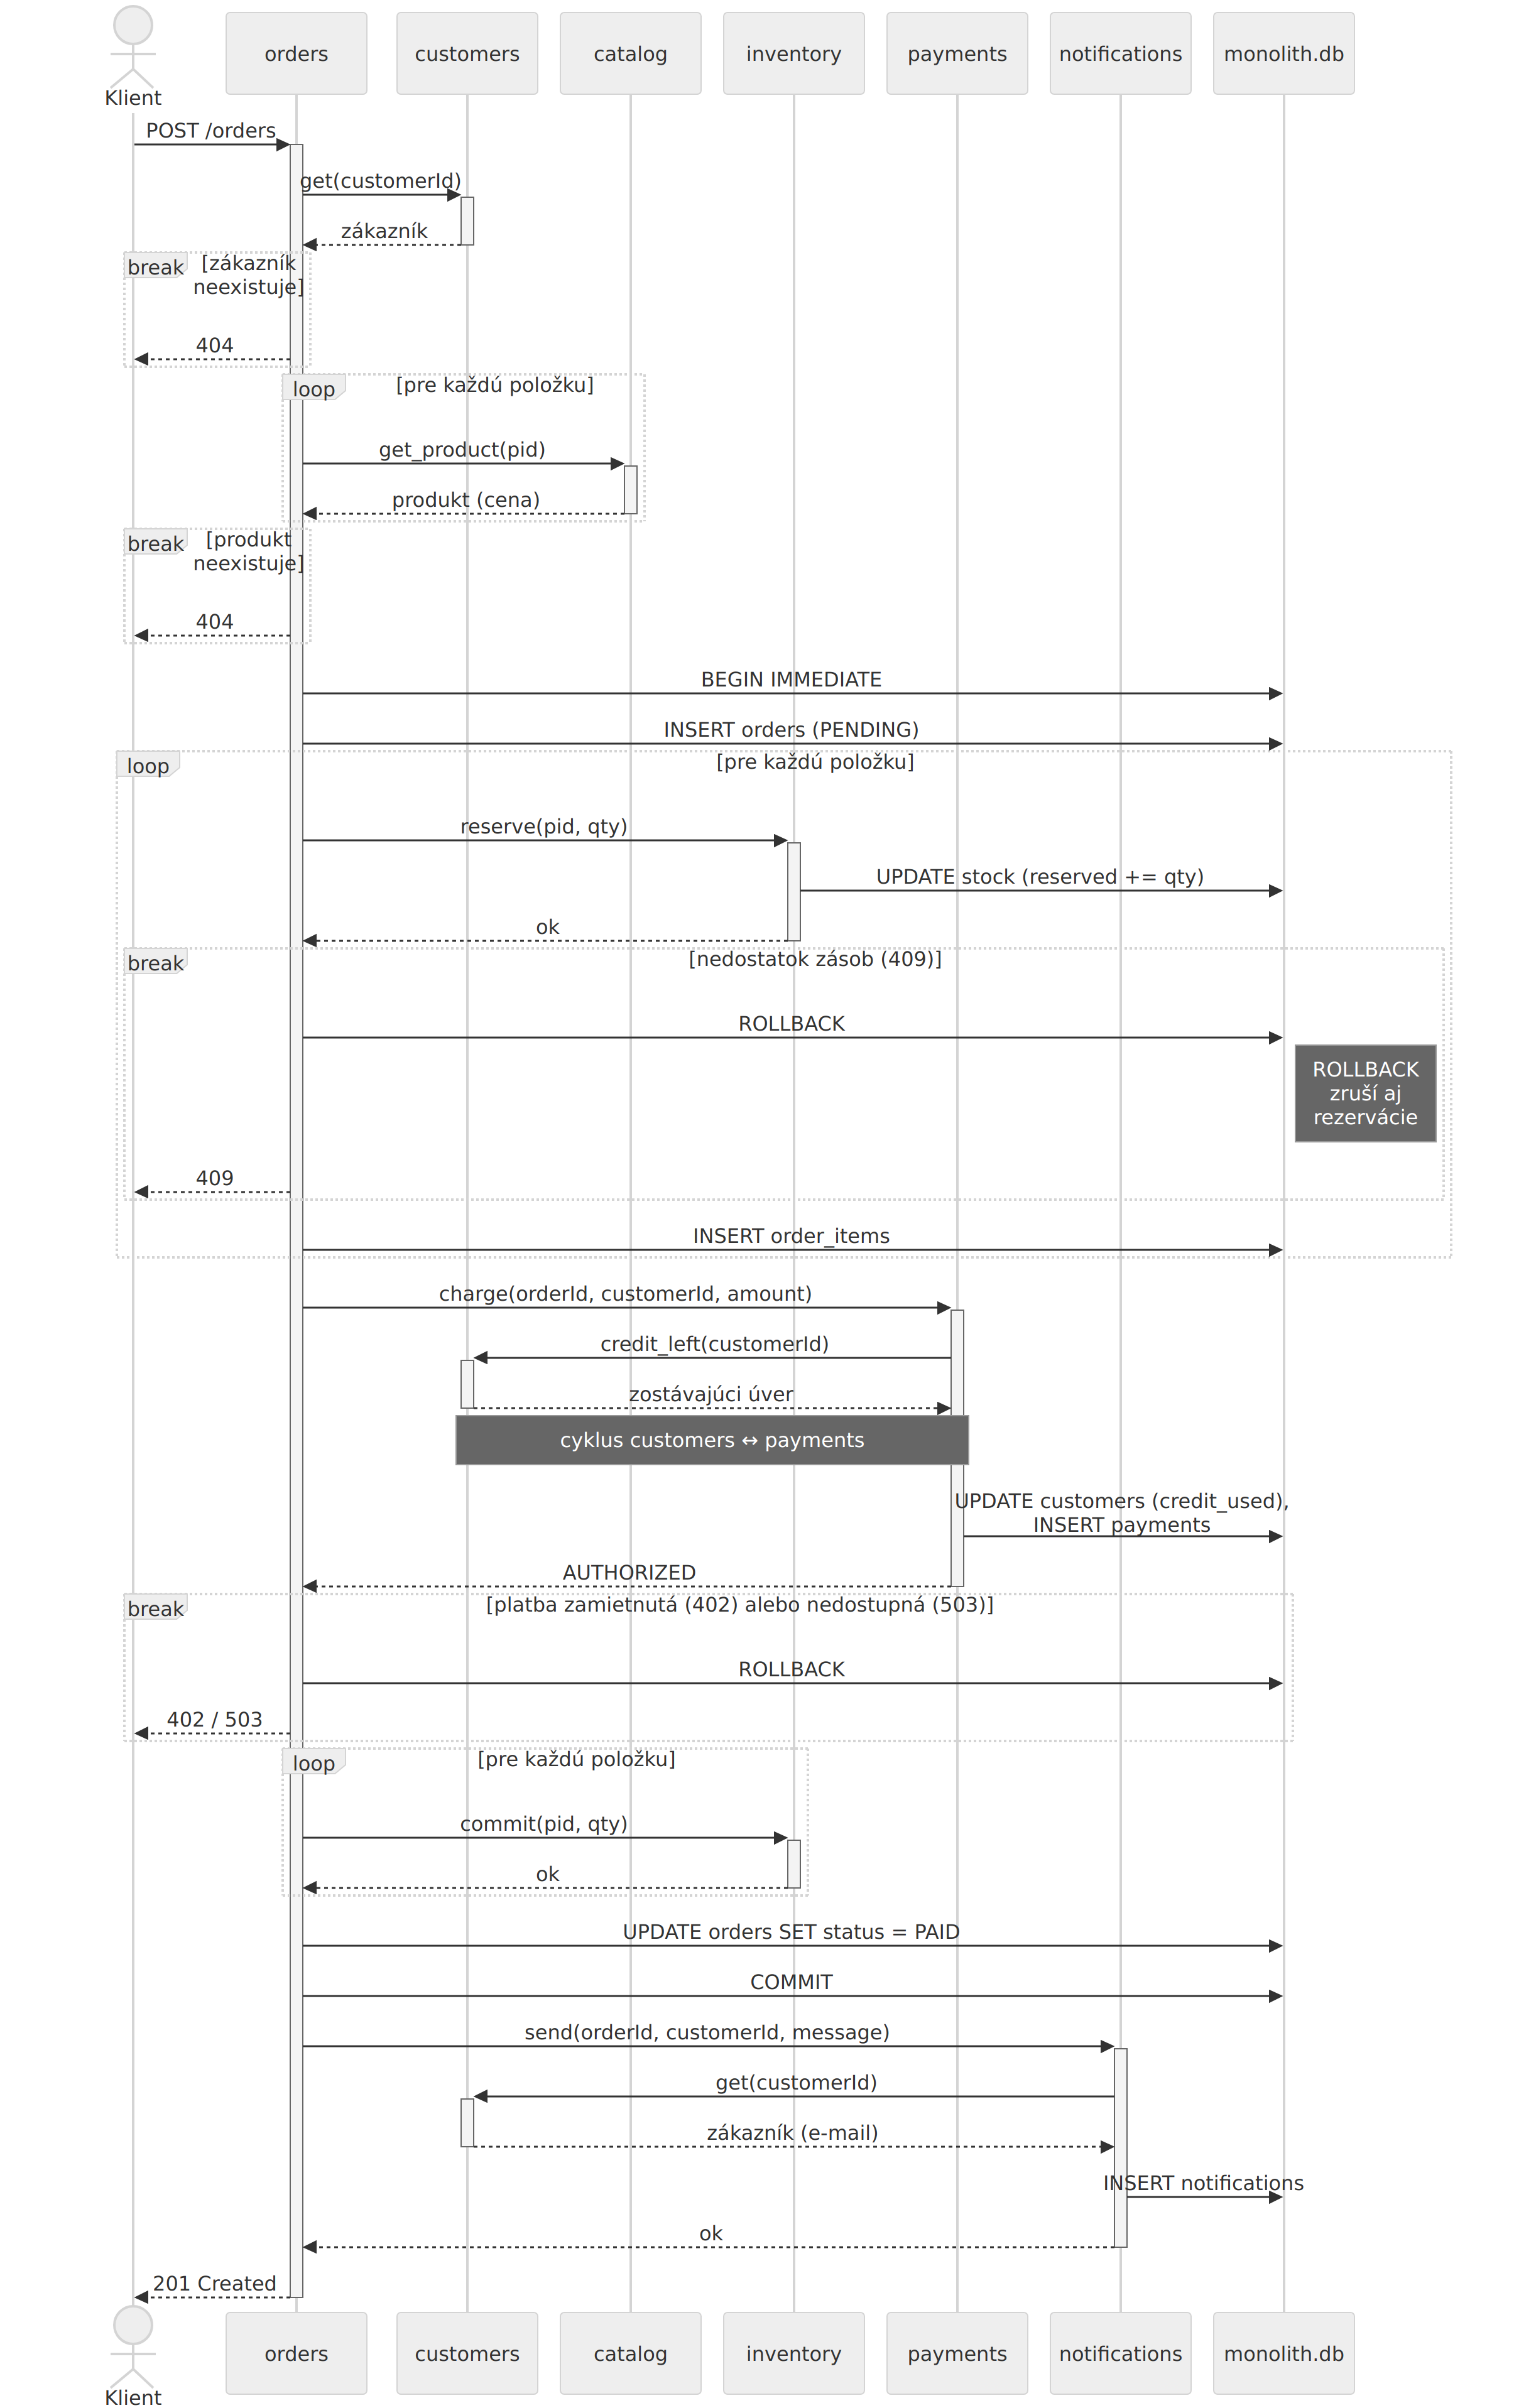 Klient
orders
customers
catalog
inventory
payments
notifications
monolith.db
POST /orders
get(customerId)
zákazník
break
[zákazník
neexistuje]
404
loop
[pre každú položku]
get_product(pid)
produkt (cena)
break
[produkt
neexistuje]
404
BEGIN IMMEDIATE
INSERT orders (PENDING)
loop
[pre každú položku]
reserve(pid, qty)
UPDATE stock (reserved += qty)
ok
break
[nedostatok zásob (409)]
ROLLBACK
ROLLBACK
zruší aj
rezervácie
409
INSERT order_items
charge(orderId, customerId, amount)
credit_left(customerId)
zostávajúci úver
cyklus customers ↔ payments
UPDATE customers (credit_used),
INSERT payments
AUTHORIZED
break
[platba zamietnutá (402) alebo nedostupná (503)]
ROLLBACK
402 / 503
loop
[pre každú položku]
commit(pid, qty)
ok
UPDATE orders SET status = PAID
COMMIT
send(orderId, customerId, message)
get(customerId)
zákazník (e-mail)
INSERT notifications
ok
201 Created
Klient
orders
customers
catalog
inventory
payments
notifications
monolith.db